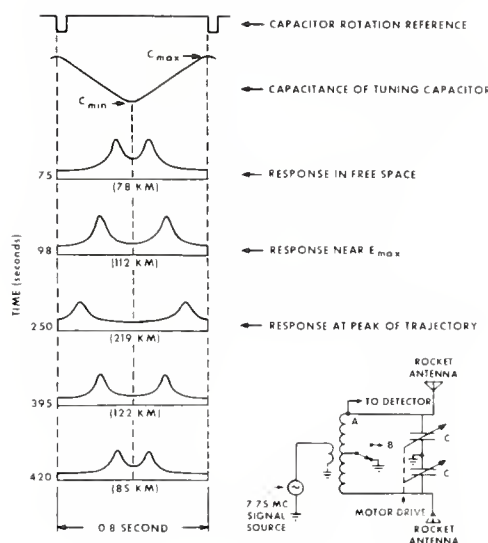 CAPACITOR ROTATION REFERENCE
Cmax
Cmin
CAPACITANCE OF TUNING CAPACITOR
75
(78 KM)
RESPONSE IN FREE SPACE
98
(112 KM)
RESPONSE NEAR Emax
TIME (seconds)
250
(219 KM)
RESPONSE AT PEAK OF TRAJECTORY
395
(122 KM)
420
(85 KM)
0.8 SECOND
ROCKET
ANTENNA
TO DETECTOR
A
B
C
C
7.75 MC
SIGNAL
SOURCE
MOTOR DRIVE
ROCKET
ANTENNA